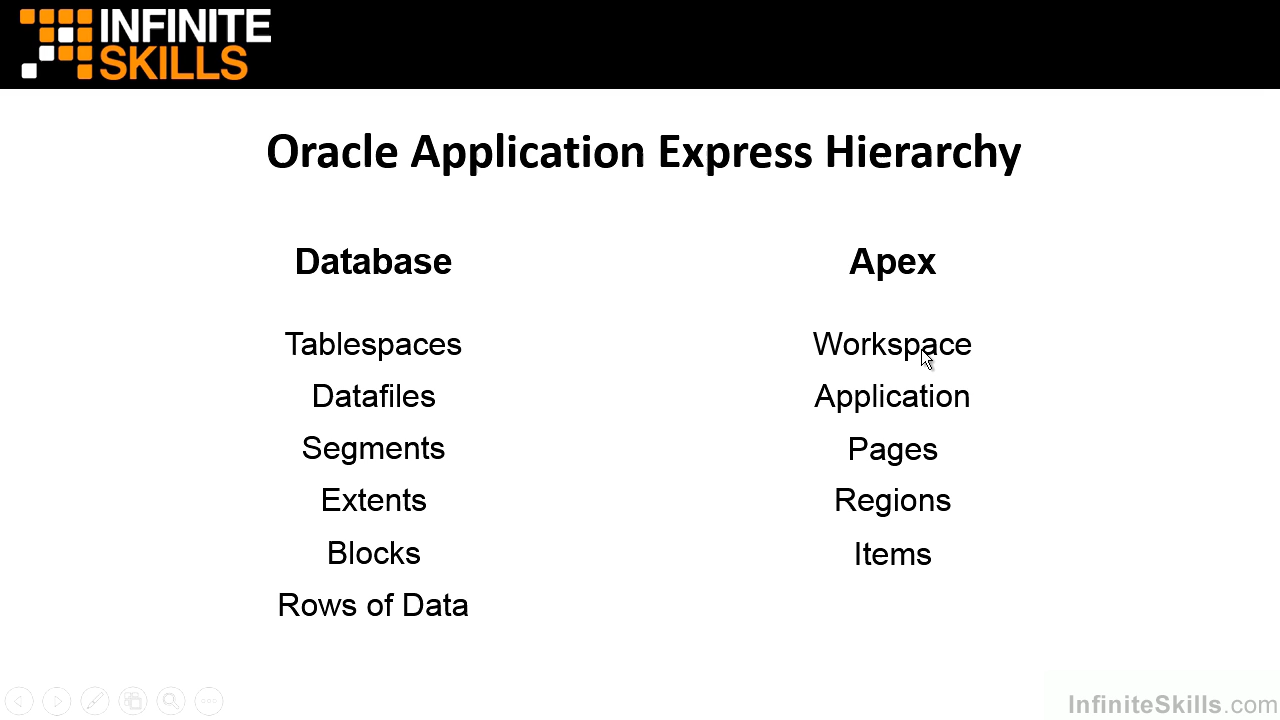 INFINITE
SKILLS
Oracle Application Express Hierarchy
Database
Apex
Tablespaces
Workspace
Datafiles
Application
Segments
Pages
Extents
Regions
Blocks
Items
Rows of Data
InfiniteSkills.com